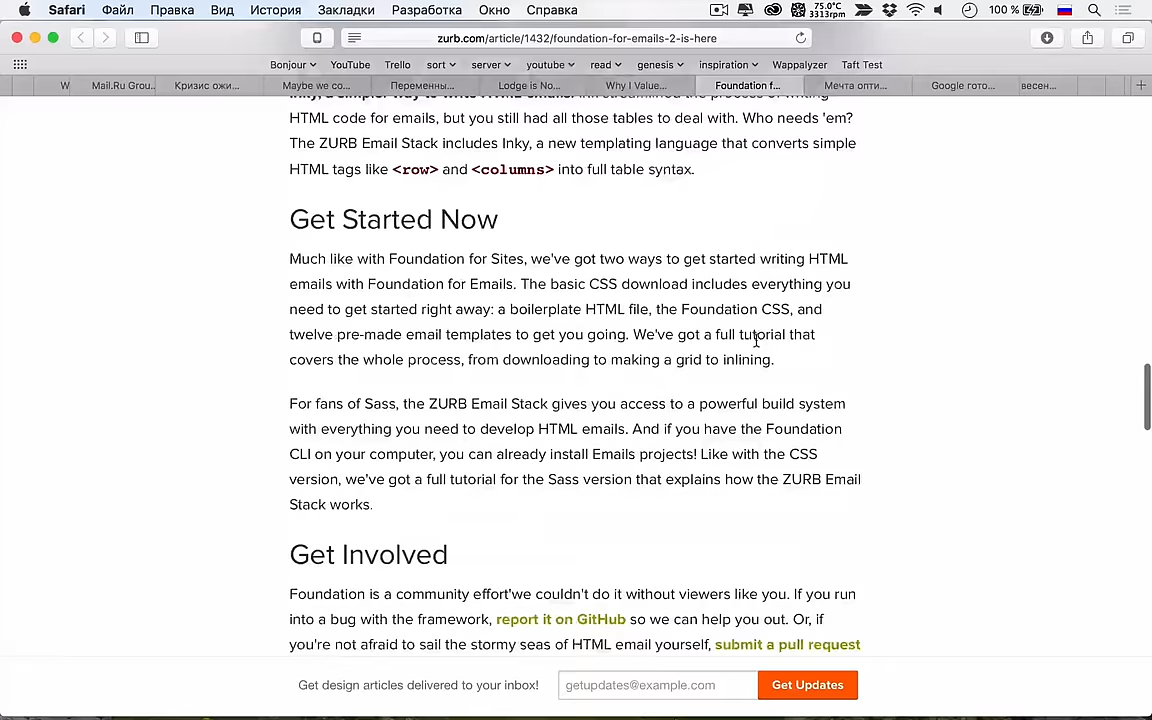 Safari Файл Правка Вид История Закладки Разработка Окно Справка 75.0°C 3313rpm 100 %
zurb.com/article/1432/foundation-for-emails-2-is-here
Bonjour YouTube Trello sort server youtube read genesis inspiration Wappalyzer Taft Test
W Mail.Ru Grou... Кризис ожи... Maybe we co... Переменны... Lodge is No... Why I Value... Foundation f... Мечта опти... Google гото... весен...
Inky, a simpler way to write HTML emails.
HTML code for emails, but you still had all those tables to deal with. Who needs 'em?
The ZURB Email Stack includes Inky, a new templating language that converts simple
HTML tags like <row> and <columns> into full table syntax.
Get Started Now
Much like with Foundation for Sites, we've got two ways to get started writing HTML
emails with Foundation for Emails. The basic CSS download includes everything you
need to get started right away: a boilerplate HTML file, the Foundation CSS, and
twelve pre-made email templates to get you going. We've got a full tutorial that
covers the whole process, from downloading to making a grid to inlining.
For fans of Sass, the ZURB Email Stack gives you access to a powerful build system
with everything you need to develop HTML emails. And if you have the Foundation
CLI on your computer, you can already install Emails projects! Like with the CSS
version, we've got a full tutorial for the Sass version that explains how the ZURB Email
Stack works.
Get Involved
Foundation is a community effort'we couldn't do it without viewers like you. If you run
into a bug with the framework, report it on GitHub so we can help you out. Or, if
you're not afraid to sail the stormy seas of HTML email yourself, submit a pull request
Get design articles delivered to your inbox! getupdates@example.com Get Updates